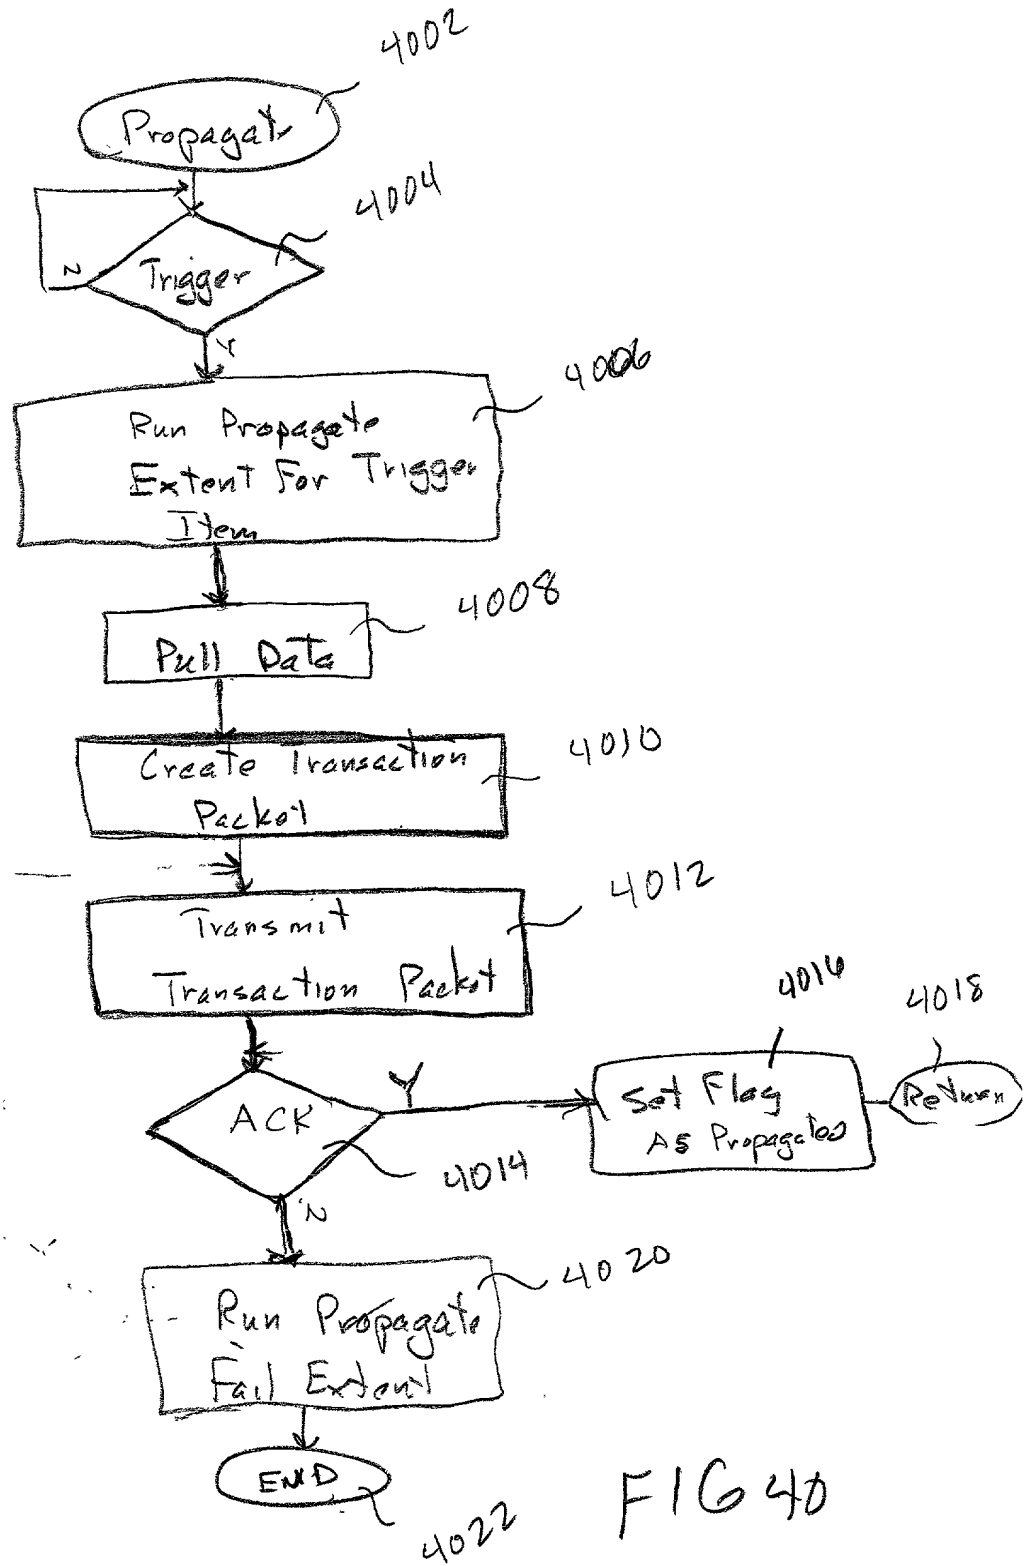 4002
Propagate
4004
Trigger
N
Y
4006
Run Propagate
Extent For Trigger
Item
4008
Pull Data
4010
Create Transaction
Packet
4012
Transmit
Transaction Packet
4016
4018
Y
Set Flag
As Propagated
Return
ACK
4014
N
4020
Run Propagate
Fail Extent
END
4022
FIG 40